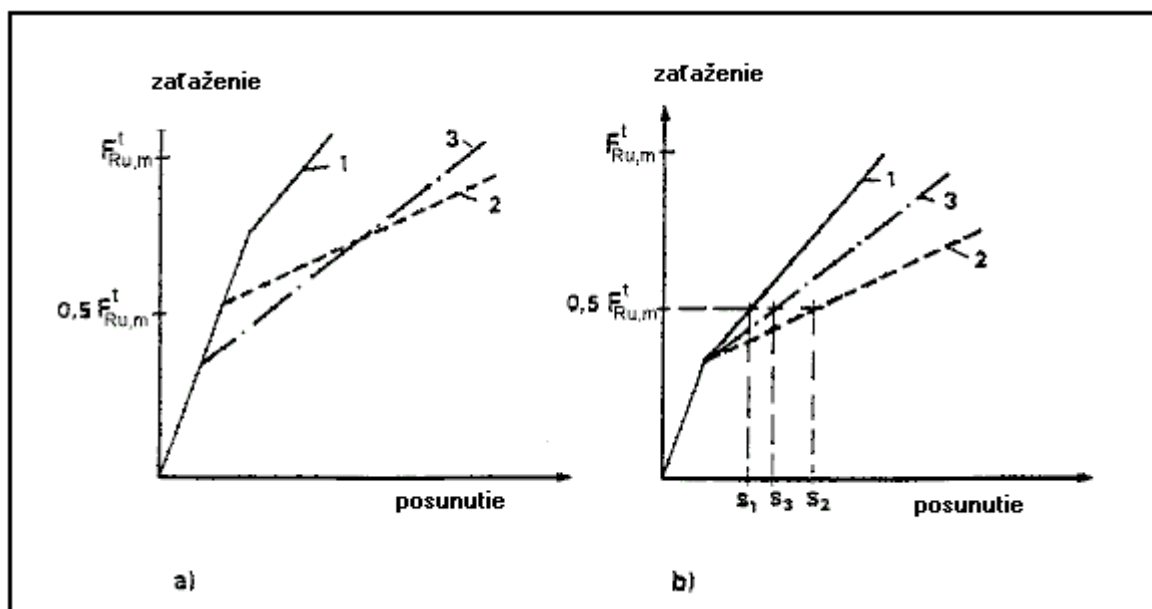 zaťaženie
F^t_Ru,m
1
3
2
0,5 F^t_Ru,m
posunutie
a)
zaťaženie
F^t_Ru,m
1
3
2
0,5 F^t_Ru,m
s₁ s₃ s₂
posunutie
b)